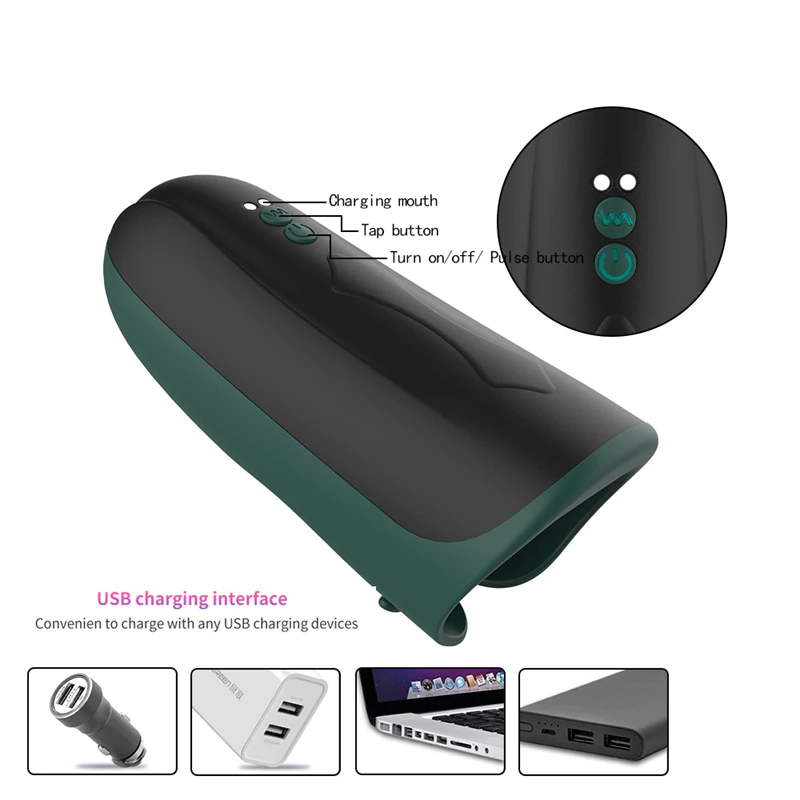 Charging mouth
Tap button
Turn on/off/ Pulse button
USB charging interface
Convenien to charge with any USB charging devices